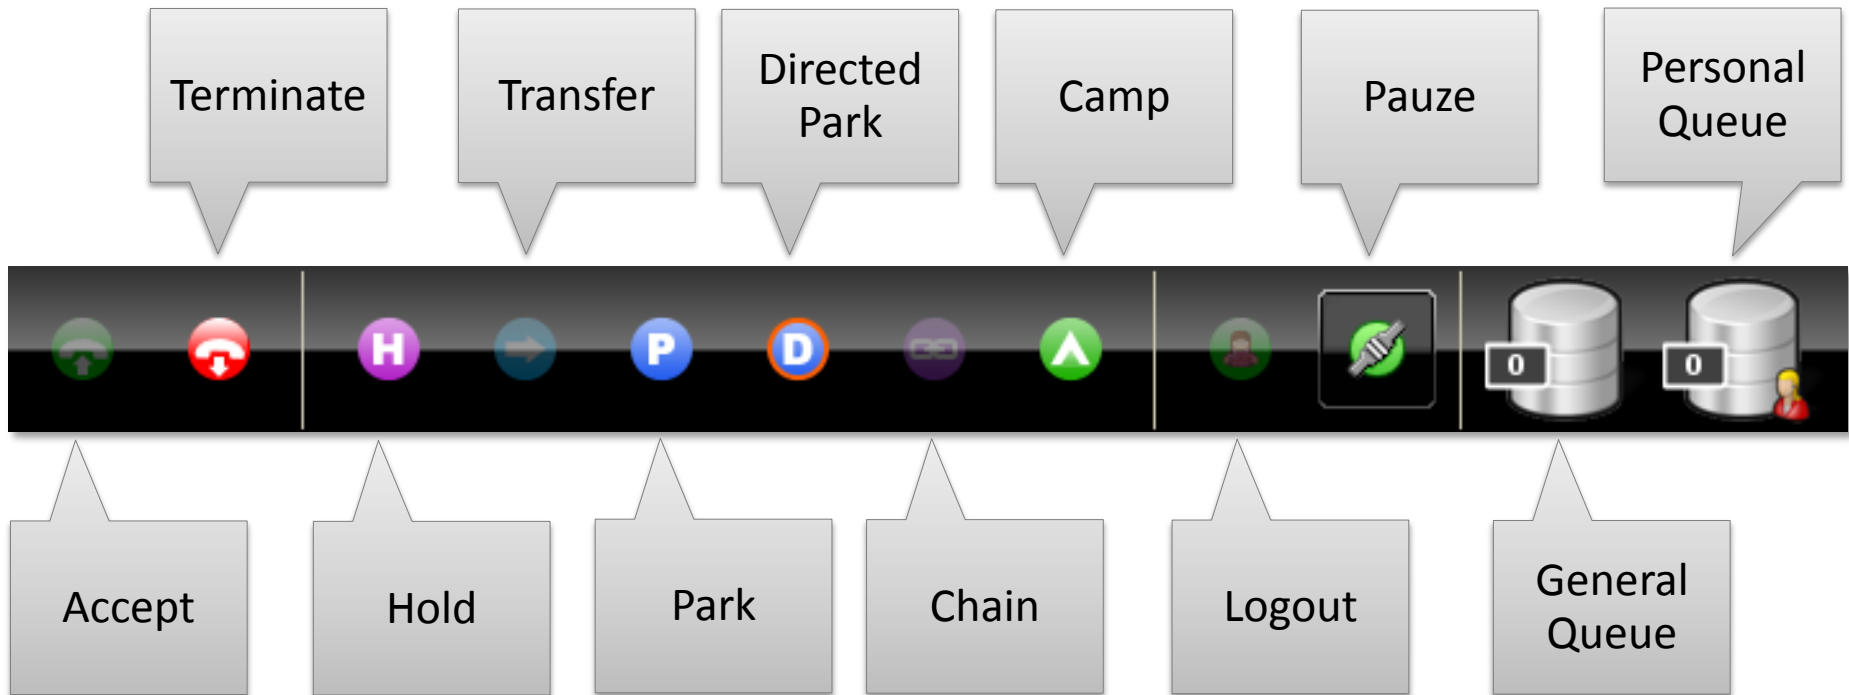 Terminate
Transfer
Directed
Park
Camp
Pauze
Personal
Queue
H
P
D
0
0
Accept
Hold
Park
Chain
Logout
General
Queue